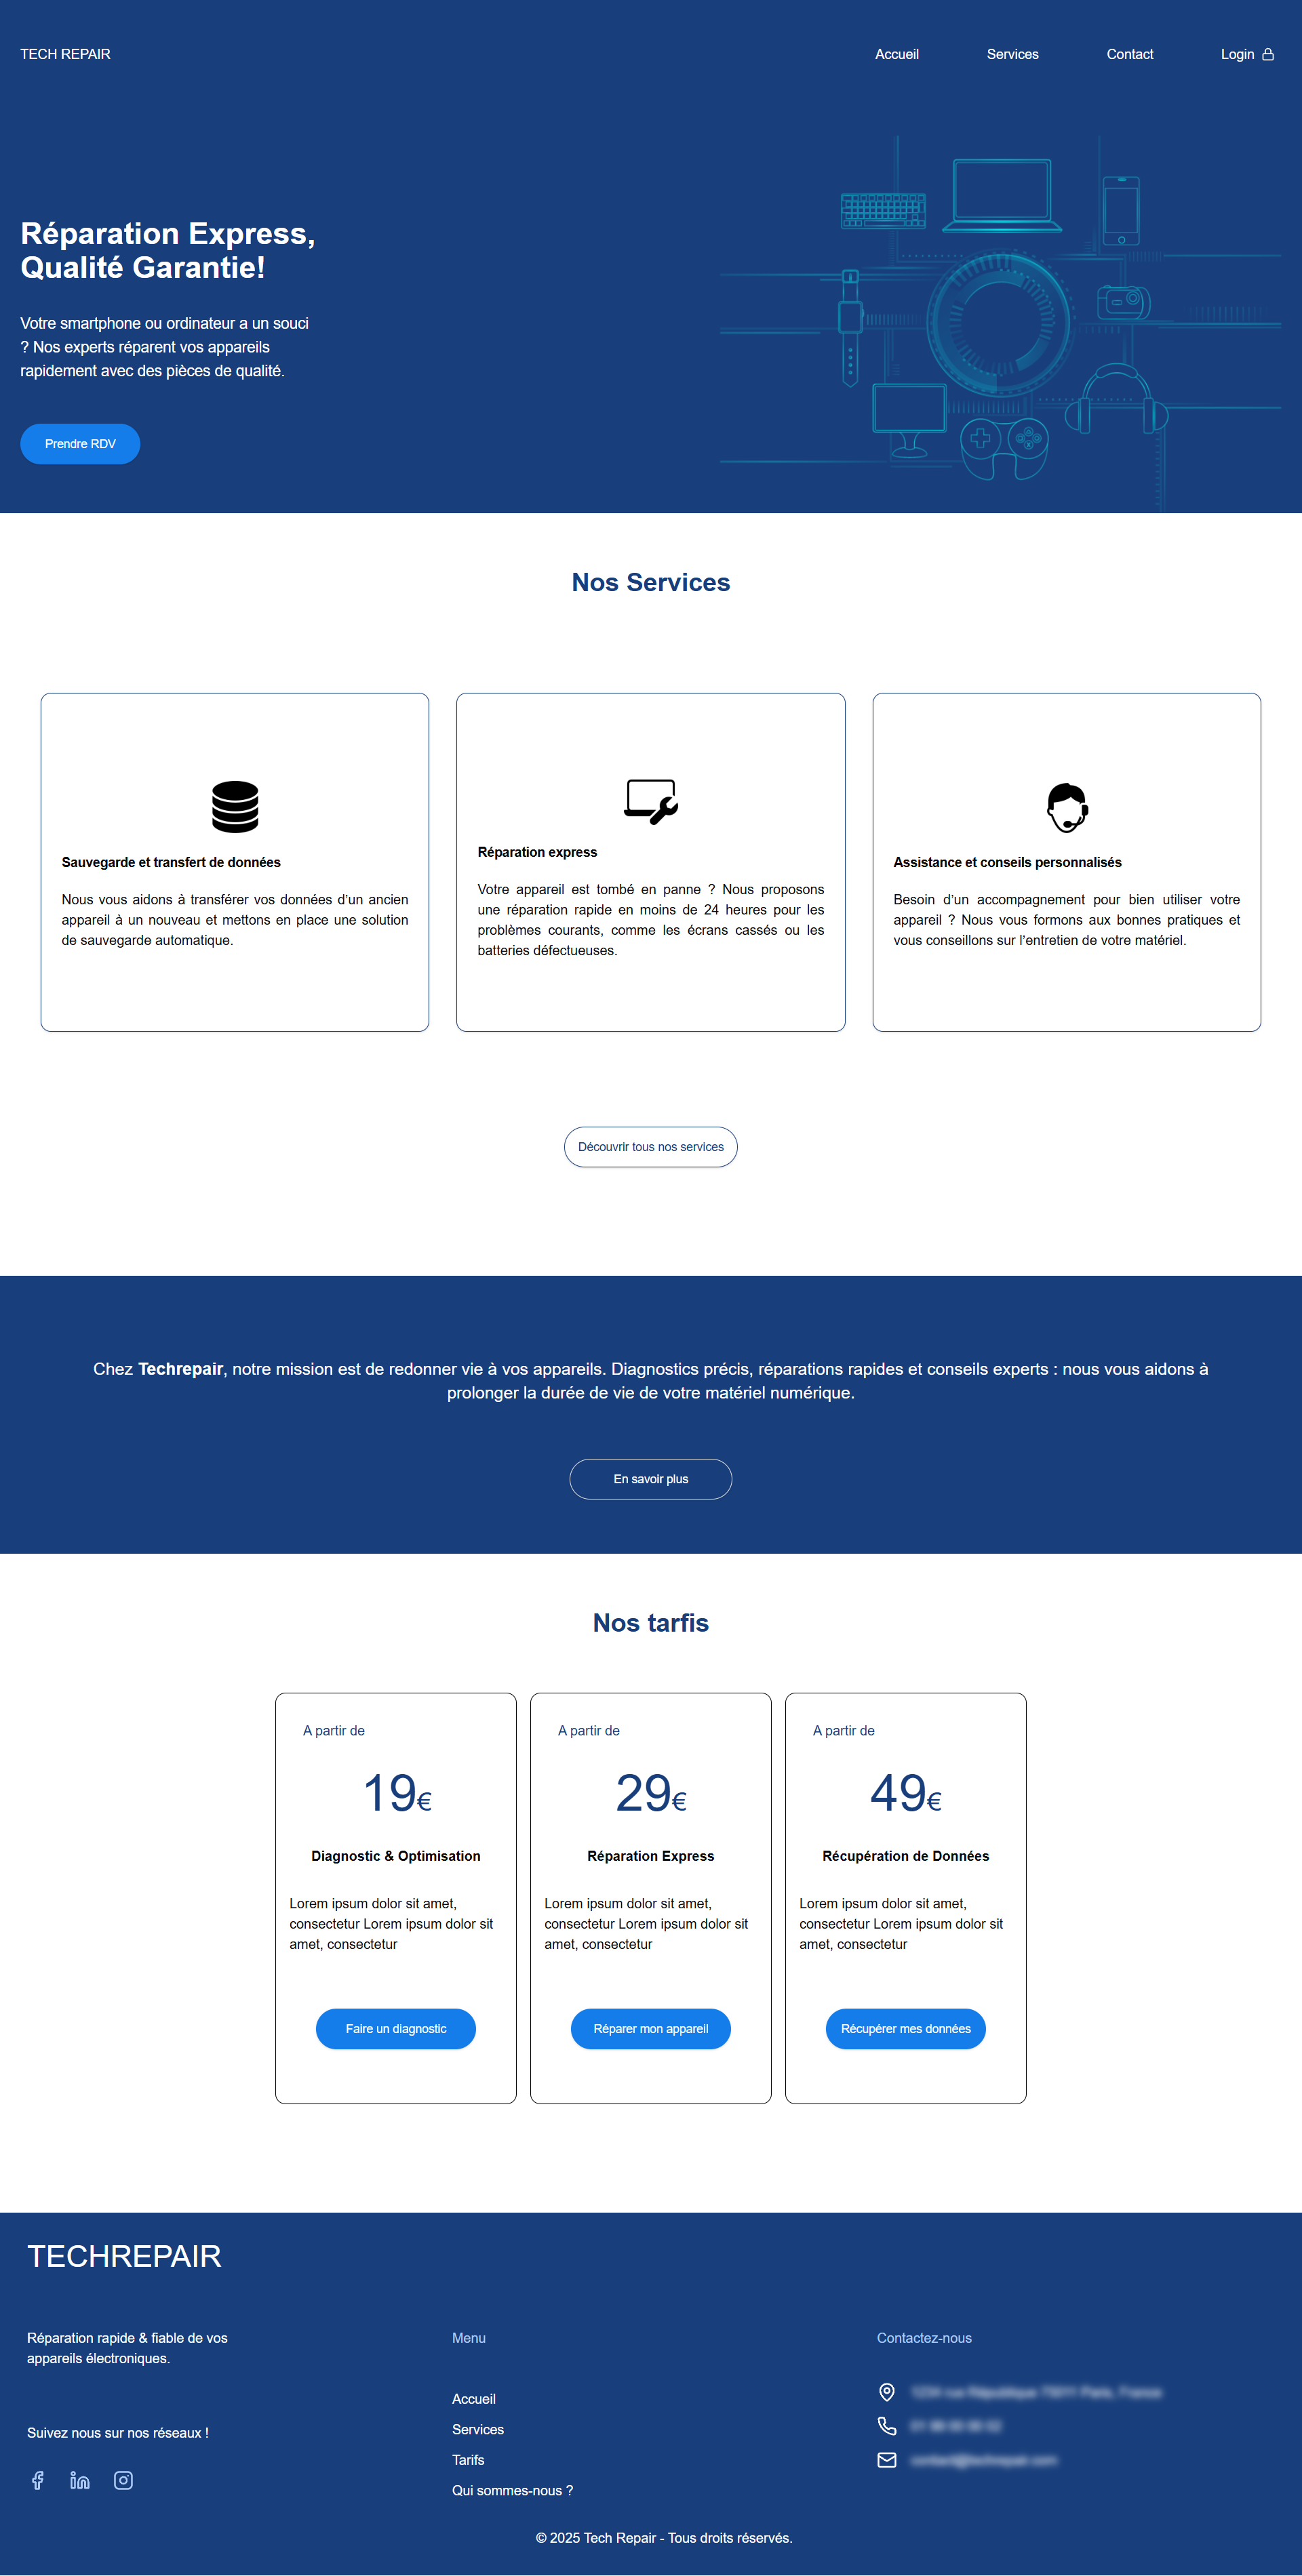 TECH REPAIR
Accueil
Services
Contact
Login
Réparation Express,
Qualité Garantie!
Votre smartphone ou ordinateur a un souci
? Nos experts réparent vos appareils
rapidement avec des pièces de qualité.
Prendre RDV
Nos Services
Sauvegarde et transfert de données
Nous vous aidons à transférer vos données d’un ancien
appareil à un nouveau et mettons en place une solution
de sauvegarde automatique.
Réparation express
Votre appareil est tombé en panne ? Nous proposons
une réparation rapide en moins de 24 heures pour les
problèmes courants, comme les écrans cassés ou les
batteries défectueuses.
Assistance et conseils personnalisés
Besoin d’un accompagnement pour bien utiliser votre
appareil ? Nous vous formons aux bonnes pratiques et
vous conseillons sur l’entretien de votre matériel.
Découvrir tous nos services
Chez Techrepair, notre mission est de redonner vie à vos appareils. Diagnostics précis, réparations rapides et conseils experts : nous vous aidons à
prolonger la durée de vie de votre matériel numérique.
En savoir plus
Nos tarfis
A partir de
19€
Diagnostic & Optimisation
Lorem ipsum dolor sit amet,
consectetur Lorem ipsum dolor sit
amet, consectetur
Faire un diagnostic
A partir de
29€
Réparation Express
Lorem ipsum dolor sit amet,
consectetur Lorem ipsum dolor sit
amet, consectetur
Réparer mon appareil
A partir de
49€
Récupération de Données
Lorem ipsum dolor sit amet,
consectetur Lorem ipsum dolor sit
amet, consectetur
Récupérer mes données
TECHREPAIR
Réparation rapide & fiable de vos
appareils électroniques.
Suivez nous sur nos réseaux !
Menu
Accueil
Services
Tarifs
Qui sommes-nous ?
Contactez-nous
© 2025 Tech Repair - Tous droits réservés.